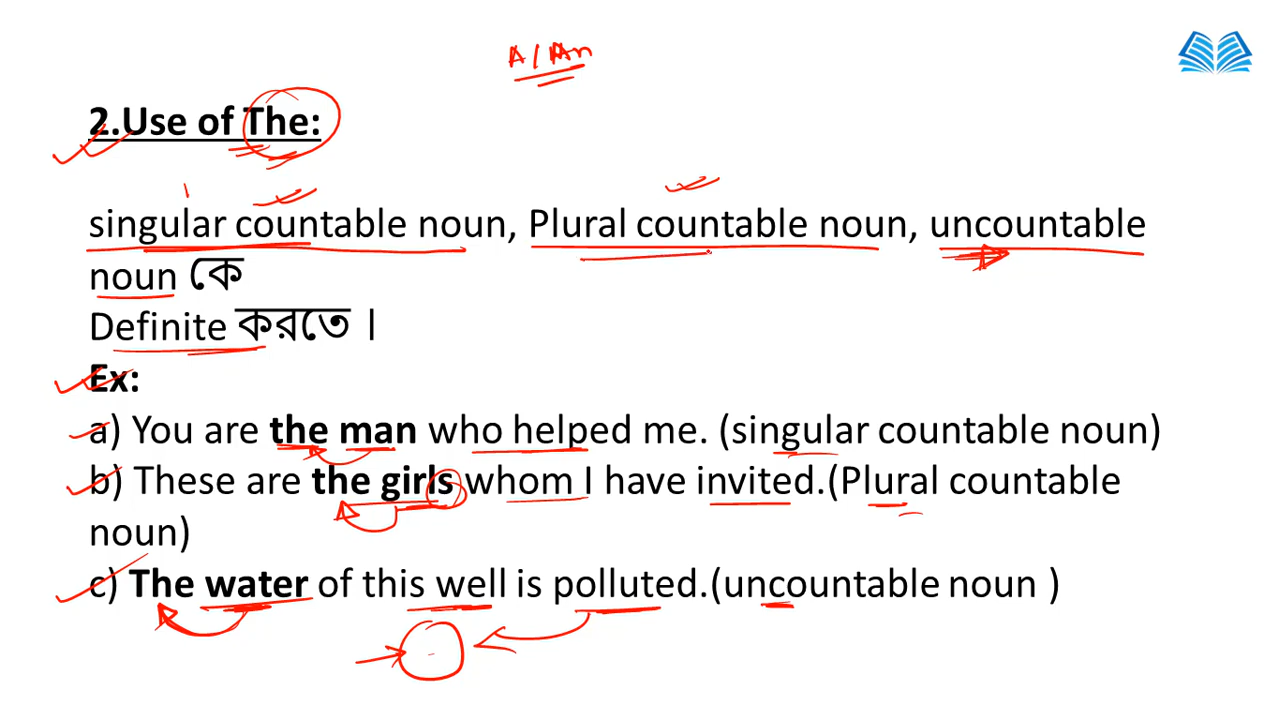 A/An
2.Use of The:
singular countable noun, Plural countable noun, uncountable
noun কে
Definite করতে ।
Ex:
a) You are the man who helped me. (singular countable noun)
b) These are the girls whom I have invited.(Plural countable
noun)
c) The water of this well is polluted.(uncountable noun )